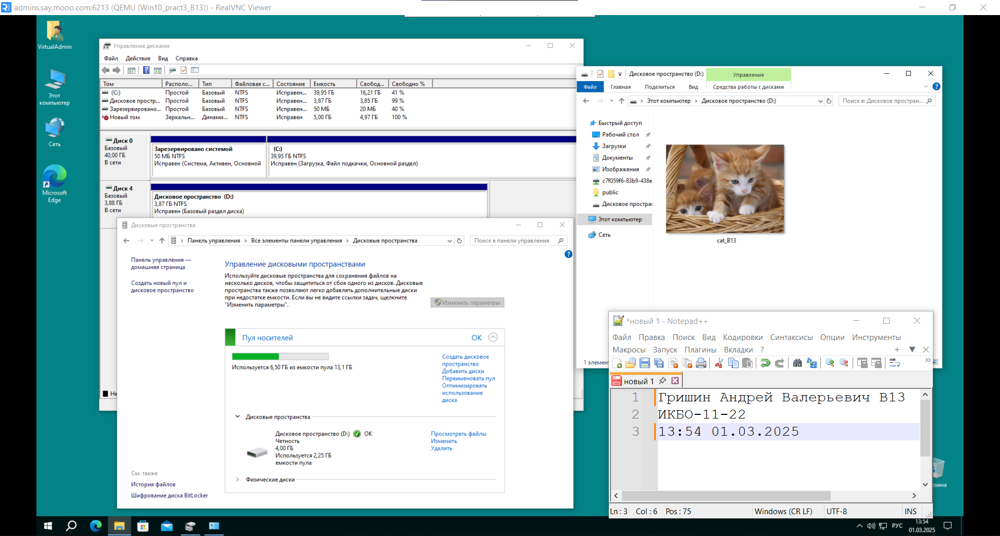 admins.say.mooo.com:6213 (QEMU (Win10_pract3_B13)) - RealVNC Viewer
VirtualAdmin
Этот
компьютер
Сеть
Microsoft
Edge
Управление дисками
Файл Действие Вид Справка
Том Располо... Тип Файловая с... Состояние Емкость Свобод... Свободно %
(C:) Простой Базовый NTFS Исправен... 39,95 ГБ 16,21 ГБ 41 %
Дисковое простр... Простой Базовый NTFS Исправен... 3,87 ГБ 3,85 ГБ 99 %
Зарезервировано... Простой Базовый NTFS Исправен... 50 МБ 20 МБ 40 %
Новый том Зеркальн... Динами... NTFS Исправен 5,00 ГБ 4,97 ГБ 100 %
Диск 0
Базовый
40,00 ГБ
В сети
Зарезервировано системой
50 МБ NTFS
Исправен (Система, Активен, Основной
(C:)
39,95 ГБ NTFS
Исправен (Загрузка, Файл подкачки, Основной раздел)
Диск 4
Базовый
3,88 ГБ
В сети
Дисковое пространство (D:)
3,87 ГБ NTFS
Исправен (Базовый раздел диска)
Не
Дисковые пространства
Панель управления › Все элементы панели управления › Дисковые пространства
Поиск в панели управления
Панель управления —
домашняя страница
Создать новый пул и
дисковое пространство
Управление дисковыми пространствами
Используйте дисковые пространства для сохранения файлов на
несколько дисков, чтобы защититься от сбоя одного из дисков. Дисковые
пространства также позволяют легко добавлять дополнительные диски
при недостатке емкости. Если вы не видите ссылки задач, щелкните
"Изменить параметры".
Изменить параметры
Пул носителей OK
Используется 6,50 ГБ из емкости пула 13,1 ГБ
Создать дисковое
пространство
Добавить диски
Переименовать пул
Оптимизировать
использование
диска
Дисковые пространства
Дисковое пространство (D:) OK
Четность
4,00 ГБ
Используется 2,25 ГБ
емкости пула
Просмотреть файлы
Изменить
Удалить
Физические диски
См. также
История файлов
Шифрование диска BitLocker
Дисковое пространство (D:) Управление
Файл Главная Поделиться Вид Средства работы с дисками
Этот компьютер › Дисковое пространство (D:)
Поиск в: Дисковое простран...
Быстрый доступ
Рабочий стол
Загрузки
Документы
Изображения
c7f059f6-83b9-438e
public
Дисковое простра
Этот компьютер
Сеть
cat_B13
1 элемен
*новый 1 - Notepad++
Файл Правка Поиск Вид Кодировки Синтаксисы Опции Инструменты
Макросы Запуск Плагины Вкладки ?
новый 1
1 Гришин Андрей Валерьевич B13
2 ИКБО-11-22
3 13:54 01.03.2025
Ln : 3 Col : 6 Pos : 75 Windows (CR LF) UTF-8 INS
зина
РУС
13:54
01.03.2025